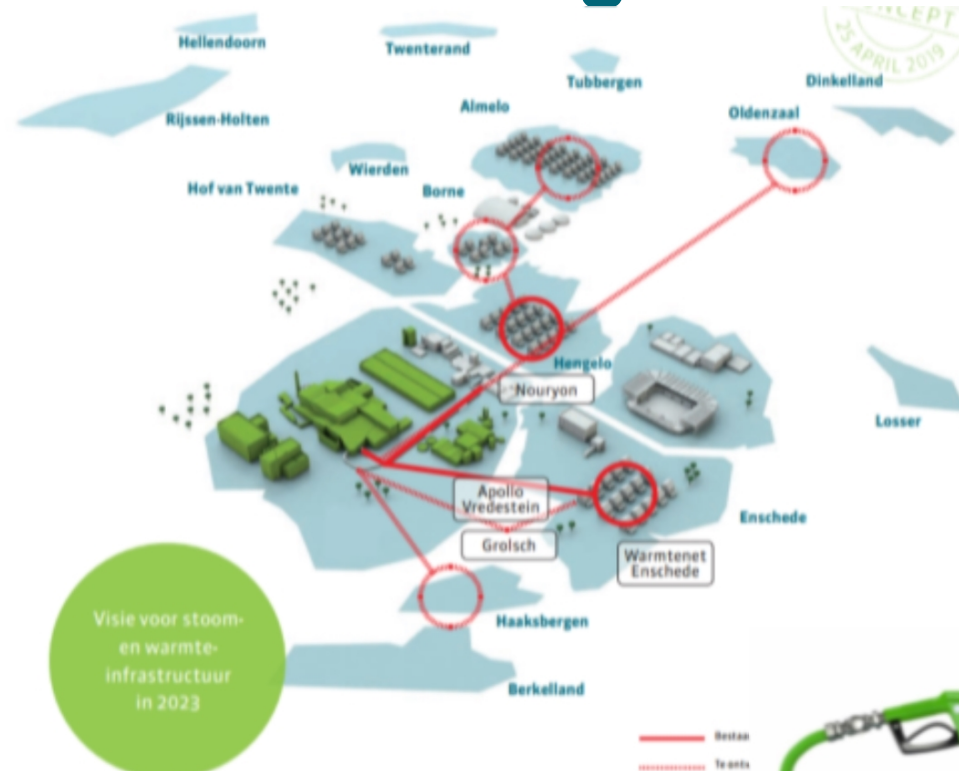 25 APRIL 2019
Hellendoorn
Twenterand
Tubbergen
Dinkelland
Almelo
Oldenzaal
Rijssen-Holten
Wierden
Hof van Twente
Borne
Hengelo
Nouryon
Losser
Apollo
Vredestein
Enschede
Grolsch
Warmtenet
Enschede
Visie voor stoom-
en warmte-
infrastructuur
in 2023
Haaksbergen
Berkelland